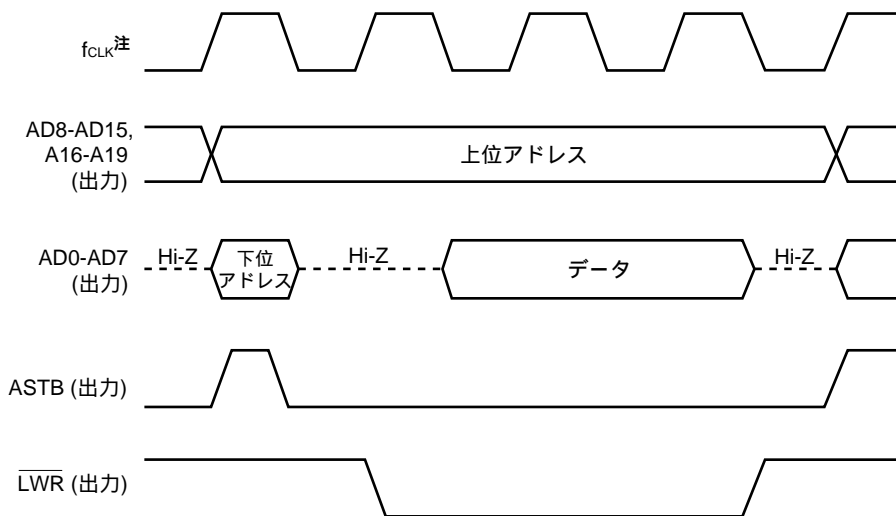 fCLK注
AD8-AD15,
A16-A19
(出力)
上位アドレス
AD0-AD7
(出力)
Hi-Z
下位
アドレス
Hi-Z
データ
Hi-Z
ASTB (出力)
LWR (出力)